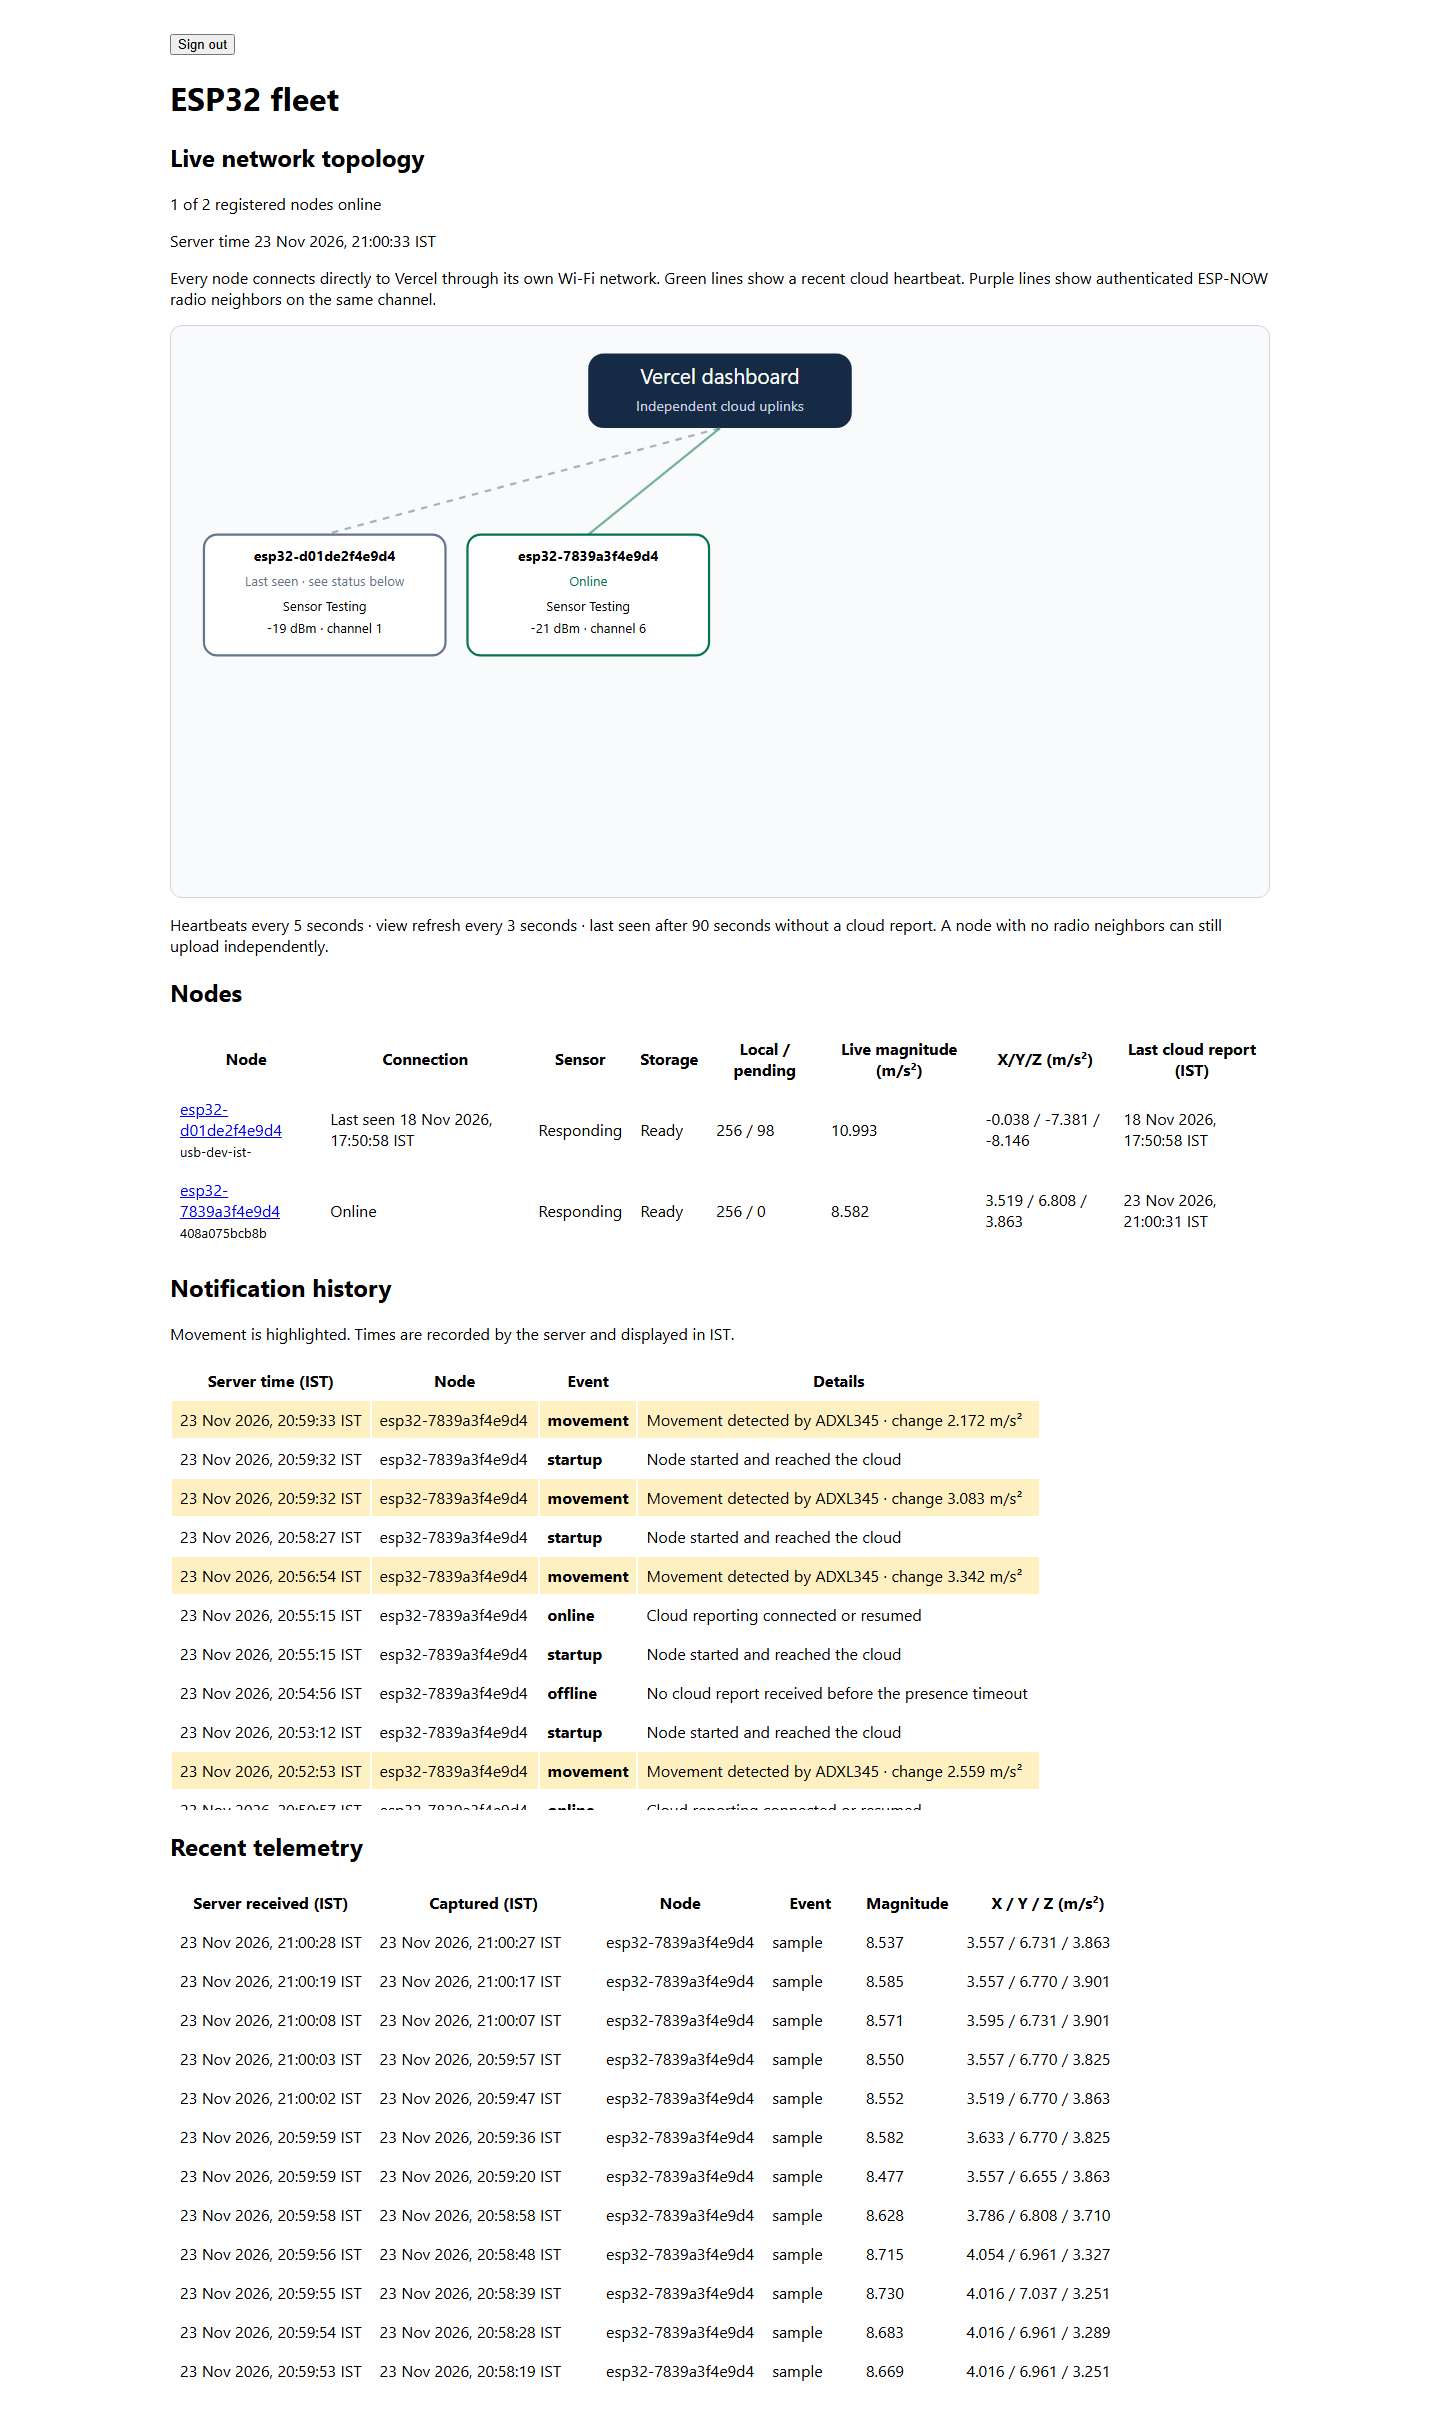 Sign out
ESP32 fleet
Live network topology
1 of 2 registered nodes online
Server time 23 Nov 2026, 21:00:33 IST
Every node connects directly to Vercel through its own Wi-Fi network. Green lines show a recent cloud heartbeat. Purple lines show authenticated ESP-NOW
radio neighbors on the same channel.
Vercel dashboard
Independent cloud uplinks
esp32-d01de2f4e9d4
Last seen · see status below
Sensor Testing
-19 dBm · channel 1
esp32-7839a3f4e9d4
Online
Sensor Testing
-21 dBm · channel 6
Heartbeats every 5 seconds · view refresh every 3 seconds · last seen after 90 seconds without a cloud report. A node with no radio neighbors can still
upload independently.
Nodes
Node Connection Sensor Storage Local / pending Live magnitude (m/s²) X/Y/Z (m/s²) Last cloud report (IST)
esp32-d01de2f4e9d4 usb-dev-ist- Last seen 18 Nov 2026, 17:50:58 IST Responding Ready 256 / 98 10.993 -0.038 / -7.381 / -8.146 18 Nov 2026, 17:50:58 IST
esp32-7839a3f4e9d4 408a075bcb8b Online Responding Ready 256 / 0 8.582 3.519 / 6.808 / 3.863 23 Nov 2026, 21:00:31 IST
Notification history
Movement is highlighted. Times are recorded by the server and displayed in IST.
Server time (IST) Node Event Details
23 Nov 2026, 20:59:33 IST esp32-7839a3f4e9d4 movement Movement detected by ADXL345 · change 2.172 m/s²
23 Nov 2026, 20:59:32 IST esp32-7839a3f4e9d4 startup Node started and reached the cloud
23 Nov 2026, 20:59:32 IST esp32-7839a3f4e9d4 movement Movement detected by ADXL345 · change 3.083 m/s²
23 Nov 2026, 20:58:27 IST esp32-7839a3f4e9d4 startup Node started and reached the cloud
23 Nov 2026, 20:56:54 IST esp32-7839a3f4e9d4 movement Movement detected by ADXL345 · change 3.342 m/s²
23 Nov 2026, 20:55:15 IST esp32-7839a3f4e9d4 online Cloud reporting connected or resumed
23 Nov 2026, 20:55:15 IST esp32-7839a3f4e9d4 startup Node started and reached the cloud
23 Nov 2026, 20:54:56 IST esp32-7839a3f4e9d4 offline No cloud report received before the presence timeout
23 Nov 2026, 20:53:12 IST esp32-7839a3f4e9d4 startup Node started and reached the cloud
23 Nov 2026, 20:52:53 IST esp32-7839a3f4e9d4 movement Movement detected by ADXL345 · change 2.559 m/s²
23 Nov 2026, 20:50:57 IST esp32-7839a3f4e9d4 online Cloud reporting connected or resumed
Recent telemetry
Server received (IST) Captured (IST) Node Event Magnitude X / Y / Z (m/s²)
23 Nov 2026, 21:00:28 IST 23 Nov 2026, 21:00:27 IST esp32-7839a3f4e9d4 sample 8.537 3.557 / 6.731 / 3.863
23 Nov 2026, 21:00:19 IST 23 Nov 2026, 21:00:17 IST esp32-7839a3f4e9d4 sample 8.585 3.557 / 6.770 / 3.901
23 Nov 2026, 21:00:08 IST 23 Nov 2026, 21:00:07 IST esp32-7839a3f4e9d4 sample 8.571 3.595 / 6.731 / 3.901
23 Nov 2026, 21:00:03 IST 23 Nov 2026, 20:59:57 IST esp32-7839a3f4e9d4 sample 8.550 3.557 / 6.770 / 3.825
23 Nov 2026, 21:00:02 IST 23 Nov 2026, 20:59:47 IST esp32-7839a3f4e9d4 sample 8.552 3.519 / 6.770 / 3.863
23 Nov 2026, 20:59:59 IST 23 Nov 2026, 20:59:36 IST esp32-7839a3f4e9d4 sample 8.582 3.633 / 6.770 / 3.825
23 Nov 2026, 20:59:59 IST 23 Nov 2026, 20:59:20 IST esp32-7839a3f4e9d4 sample 8.477 3.557 / 6.655 / 3.863
23 Nov 2026, 20:59:58 IST 23 Nov 2026, 20:58:58 IST esp32-7839a3f4e9d4 sample 8.628 3.786 / 6.808 / 3.710
23 Nov 2026, 20:59:56 IST 23 Nov 2026, 20:58:48 IST esp32-7839a3f4e9d4 sample 8.715 4.054 / 6.961 / 3.327
23 Nov 2026, 20:59:55 IST 23 Nov 2026, 20:58:39 IST esp32-7839a3f4e9d4 sample 8.730 4.016 / 7.037 / 3.251
23 Nov 2026, 20:59:54 IST 23 Nov 2026, 20:58:28 IST esp32-7839a3f4e9d4 sample 8.683 4.016 / 6.961 / 3.289
23 Nov 2026, 20:59:53 IST 23 Nov 2026, 20:58:19 IST esp32-7839a3f4e9d4 sample 8.669 4.016 / 6.961 / 3.251